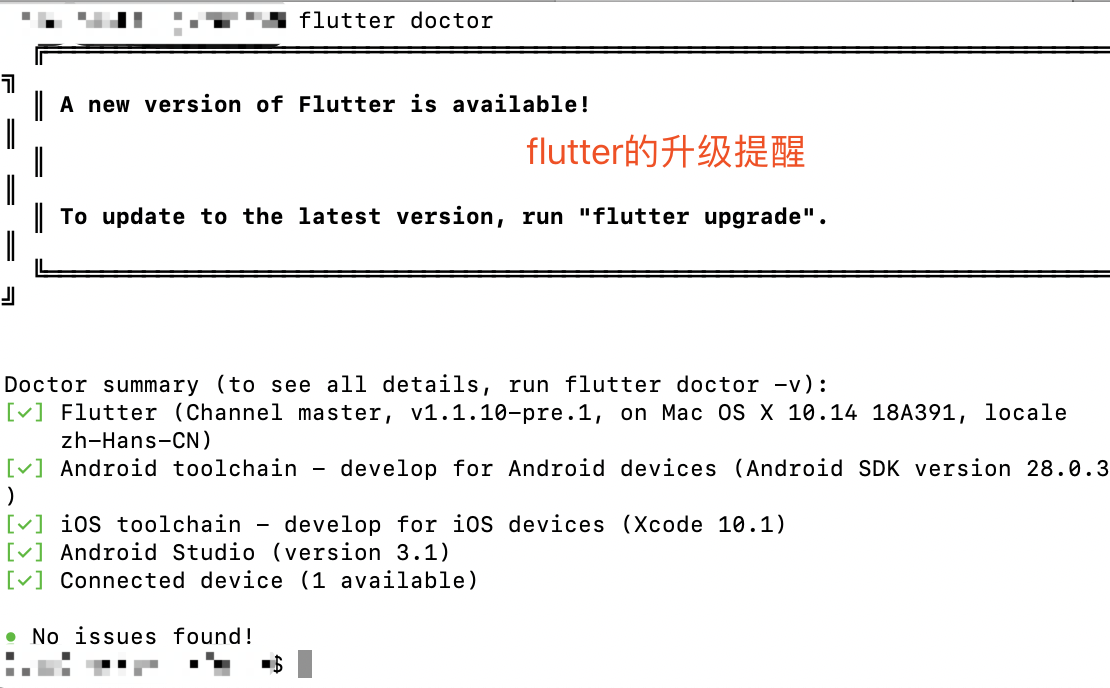 flutter doctor
A new version of Flutter is available!
flutter的升级提醒
To update to the latest version, run "flutter upgrade".
Doctor summary (to see all details, run flutter doctor -v):
[✓] Flutter (Channel master, v1.1.10-pre.1, on Mac OS X 10.14 18A391, locale
zh-Hans-CN)
[✓] Android toolchain - develop for Android devices (Android SDK version 28.0.3
)
[✓] iOS toolchain - develop for iOS devices (Xcode 10.1)
[✓] Android Studio (version 3.1)
[✓] Connected device (1 available)
• No issues found!
$